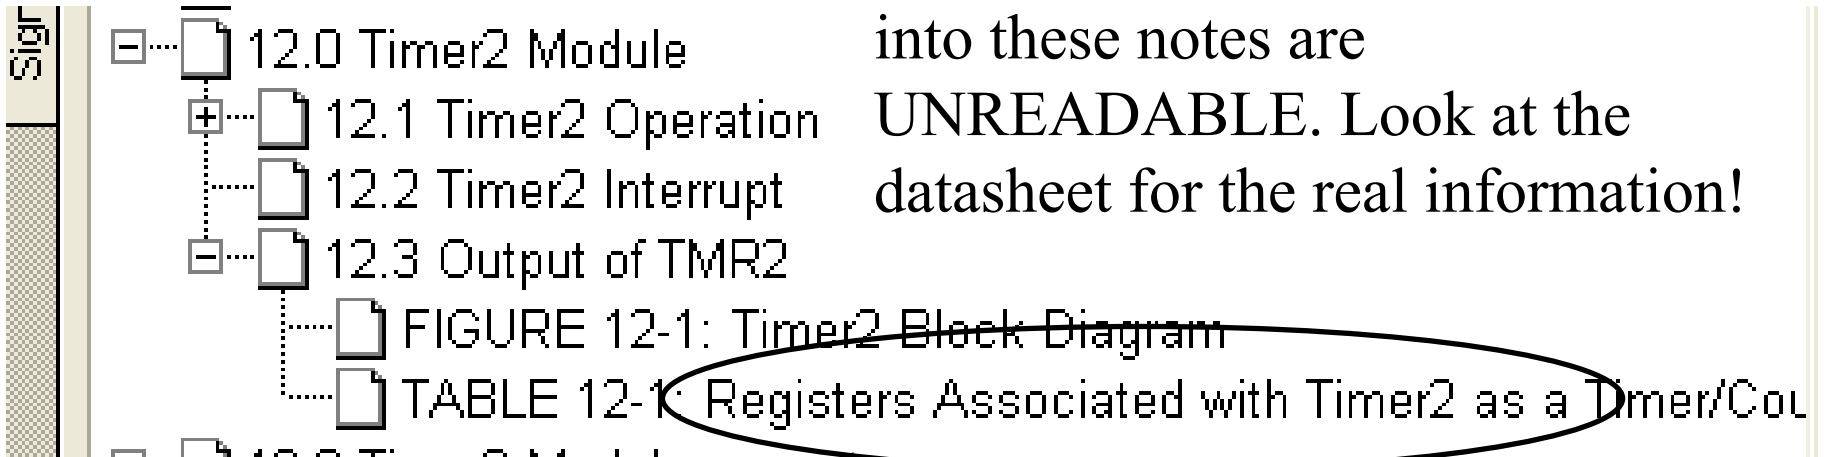 Sigr
12.0 Timer2 Module
12.1 Timer2 Operation
12.2 Timer2 Interrupt
12.3 Output of TMR2
FIGURE 12-1: Timer2 Block Diagram
TABLE 12-1: Registers Associated with Timer2 as a Timer/Cou
into these notes are
UNREADABLE. Look at the
datasheet for the real information!